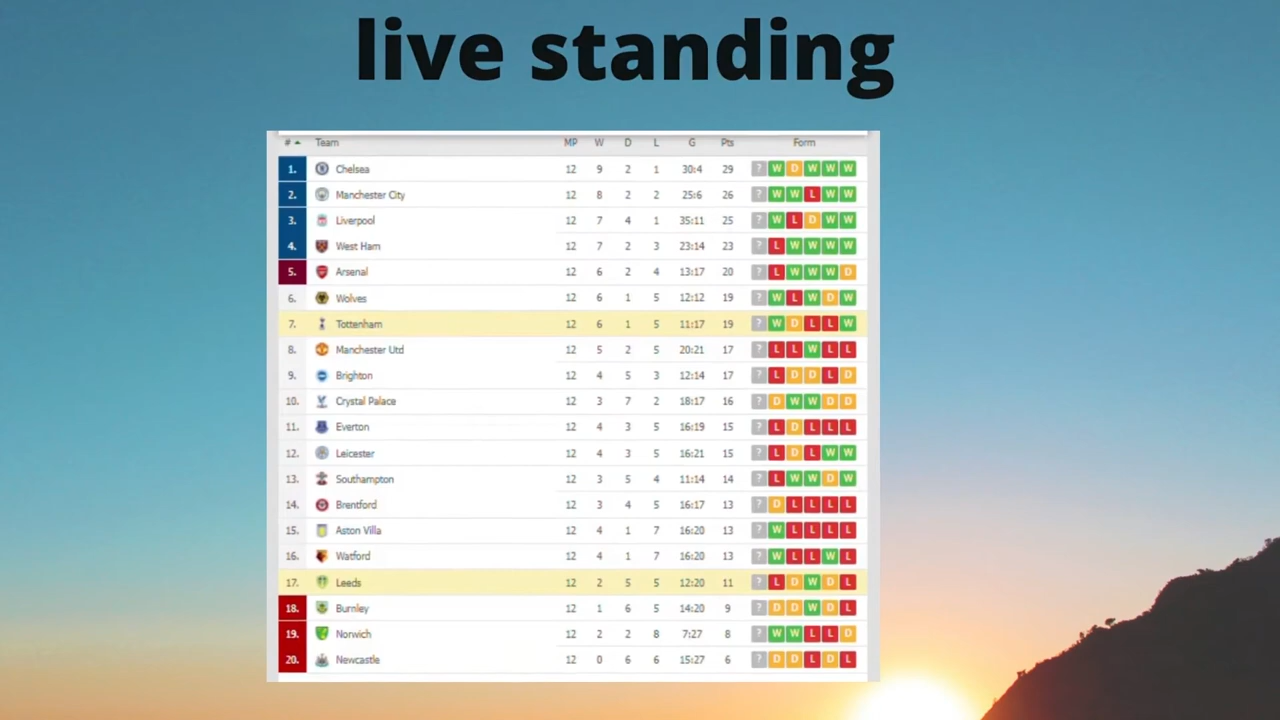 live standing
# Team MP W D L G Pts Form
1. Chelsea 12 9 2 1 30:4 29 ? W D W W W
2. Manchester City 12 8 2 2 25:6 26 ? W W L W W
3. Liverpool 12 7 4 1 35:11 25 ? W L D W W
4. West Ham 12 7 2 3 23:14 23 ? L W W W W
5. Arsenal 12 6 2 4 13:17 20 ? L W W W D
6. Wolves 12 6 1 5 12:12 19 ? W L W D W
7. Tottenham 12 6 1 5 11:17 19 ? W D L L W
8. Manchester Utd 12 5 2 5 20:21 17 ? L L W L L
9. Brighton 12 4 5 3 12:14 17 ? L D D L D
10. Crystal Palace 12 3 7 2 18:17 16 ? D W W D D
11. Everton 12 4 3 5 16:19 15 ? L D L L L
12. Leicester 12 4 3 5 16:21 15 ? L D L W W
13. Southampton 12 3 5 4 11:14 14 ? L W W D W
14. Brentford 12 3 4 5 16:17 13 ? D L L L L
15. Aston Villa 12 4 1 7 16:20 13 ? W L L L L
16. Watford 12 4 1 7 16:20 13 ? W L L W L
17. Leeds 12 2 5 5 12:20 11 ? L D W D L
18. Burnley 12 1 6 5 14:20 9 ? D D W D L
19. Norwich 12 2 2 8 7:27 8 ? W W L L D
20. Newcastle 12 0 6 6 15:27 6 ? D D L D L